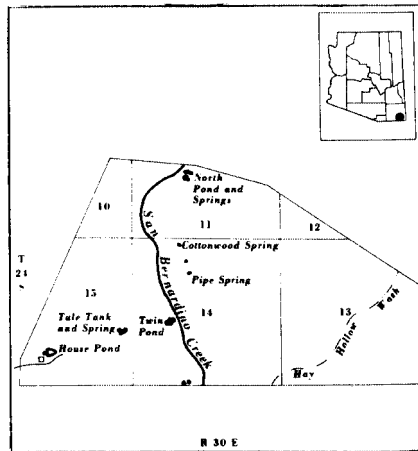 North
Pond and
Springs
10
11
12
San Bernardino Creek
Cottonwood Spring
T
24
Pipe Spring
15
13
14
Tule Tank
and Spring
Twin
Pond
House Pond
Hay Hollow Wash
R 30 E